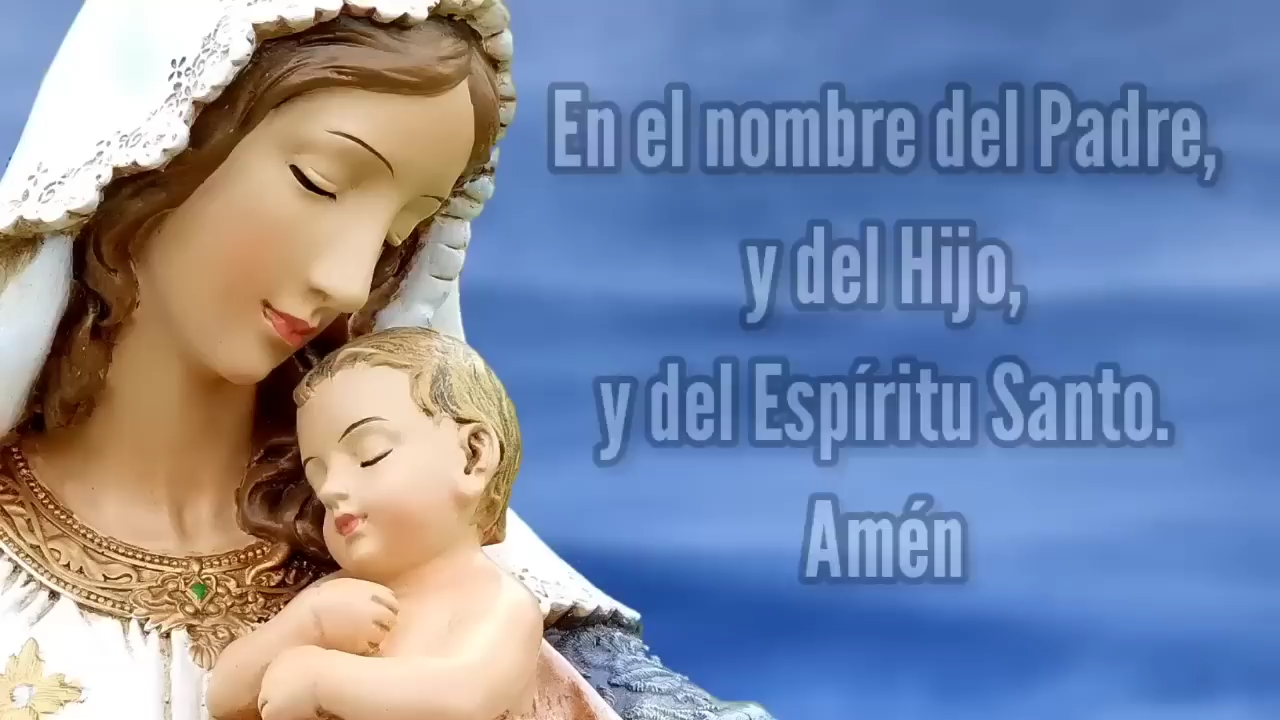 En el nombre del Padre,
y del Hijo,
y del Espíritu Santo.
Amén